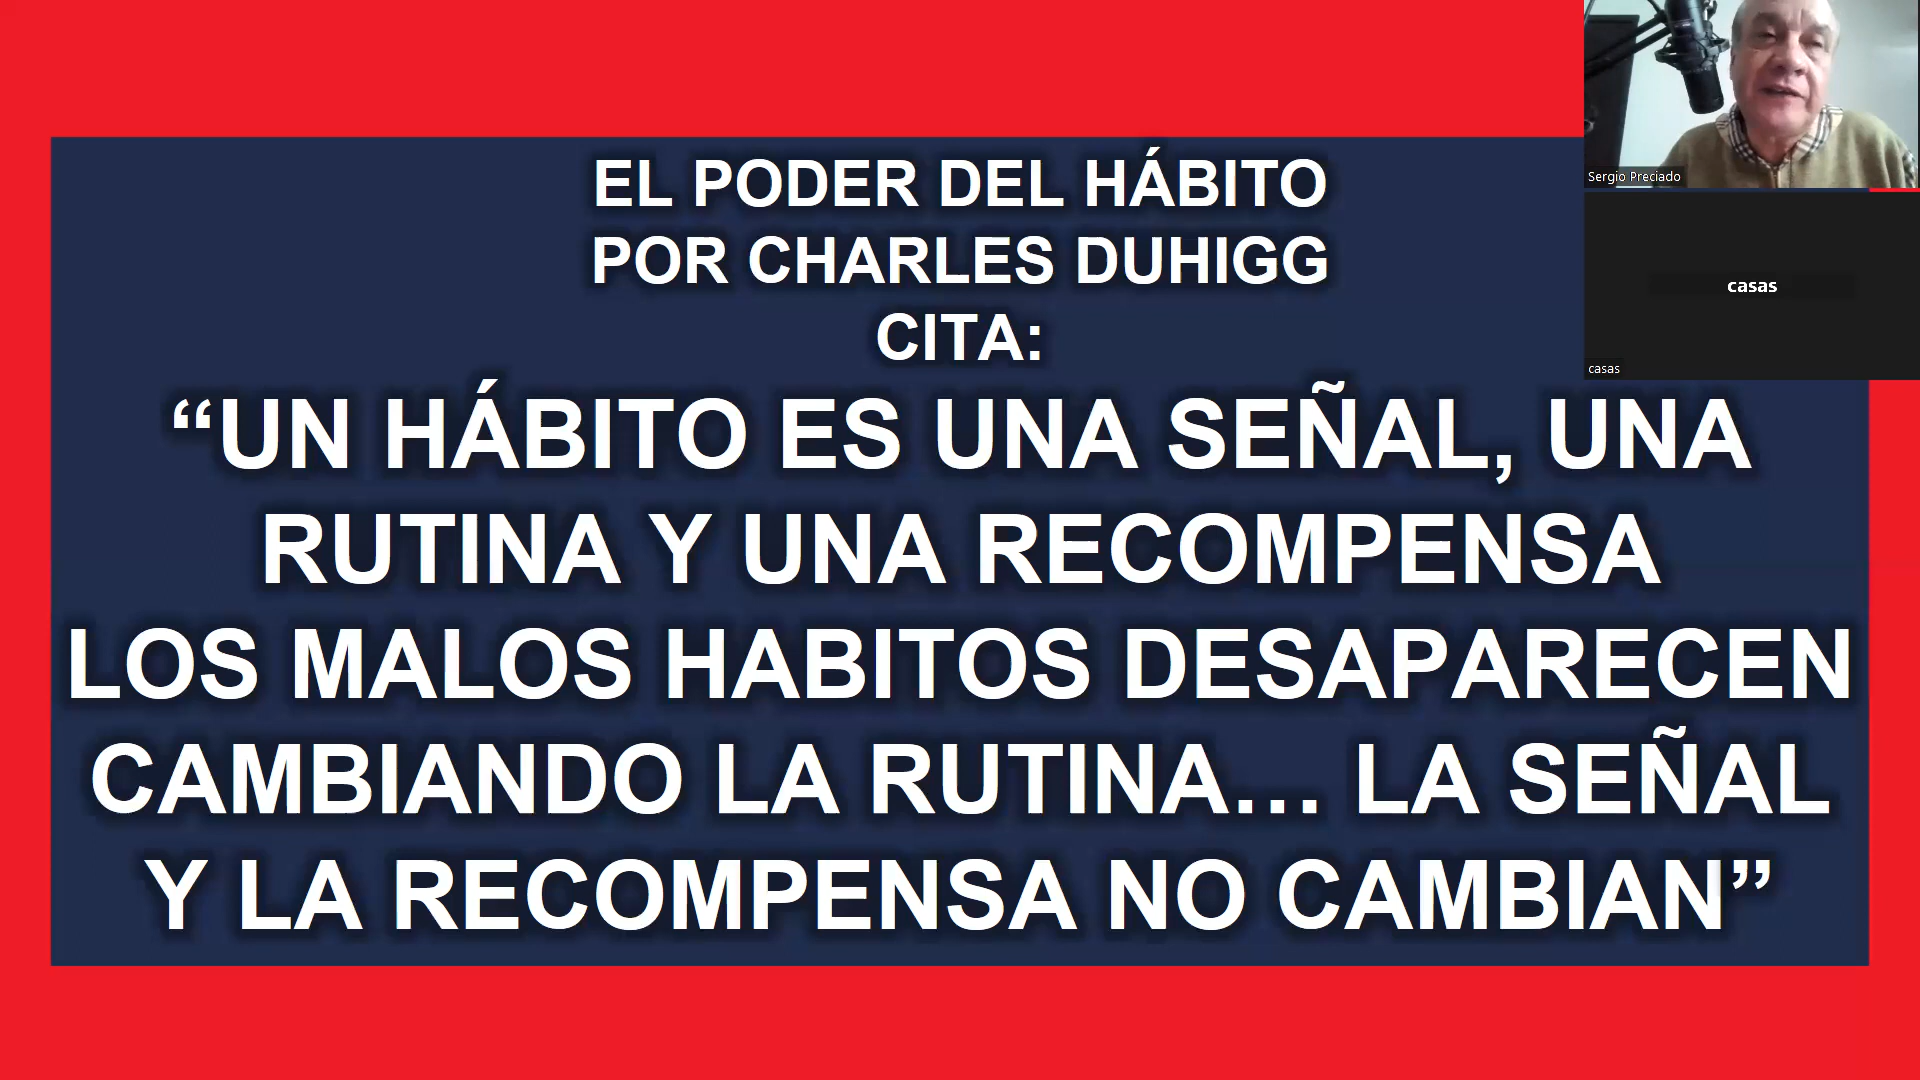 EL PODER DEL HÁBITO
POR CHARLES DUHIGG
CITA:
“UN HÁBITO ES UNA SEÑAL, UNA
RUTINA Y UNA RECOMPENSA
LOS MALOS HABITOS DESAPARECEN
CAMBIANDO LA RUTINA... LA SEÑAL
Y LA RECOMPENSA NO CAMBIAN”
Sergio Preciado
casas
casas